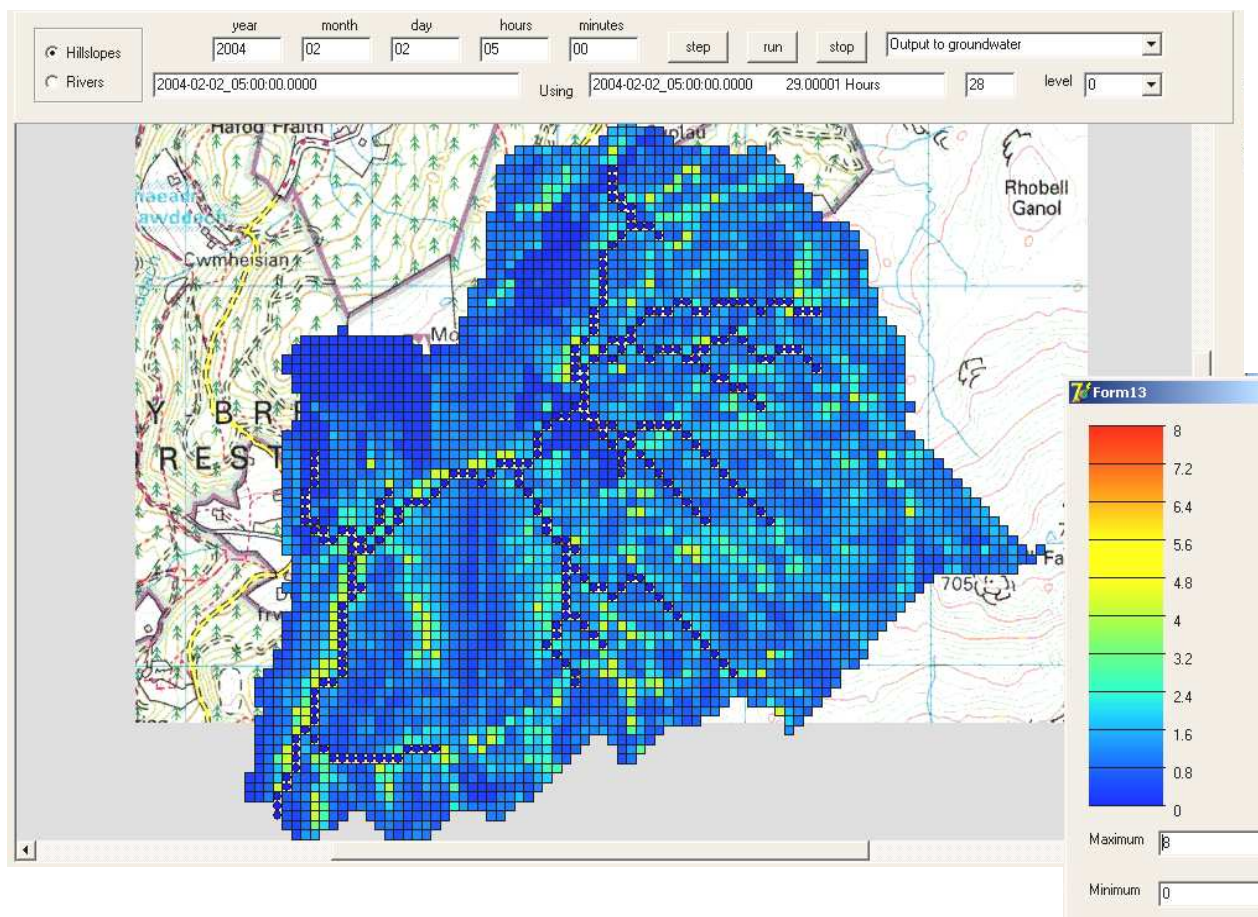 year month day hours minutes
Hillslopes 2004 02 02 05 00 step run stop Output to groundwater
Rivers 2004-02-02_05:00:00.0000 Using 2004-02-02_05:00:00.0000 29.00001 Hours 28 level 0
Hafod Fraith
Rhobell
Ganol
Cwmheisian
Mo
Y BR
REST
705
Fa
Form13
8
7.2
6.4
5.6
4.8
4
3.2
2.4
1.6
0.8
0
Maximum 8
Minimum 0